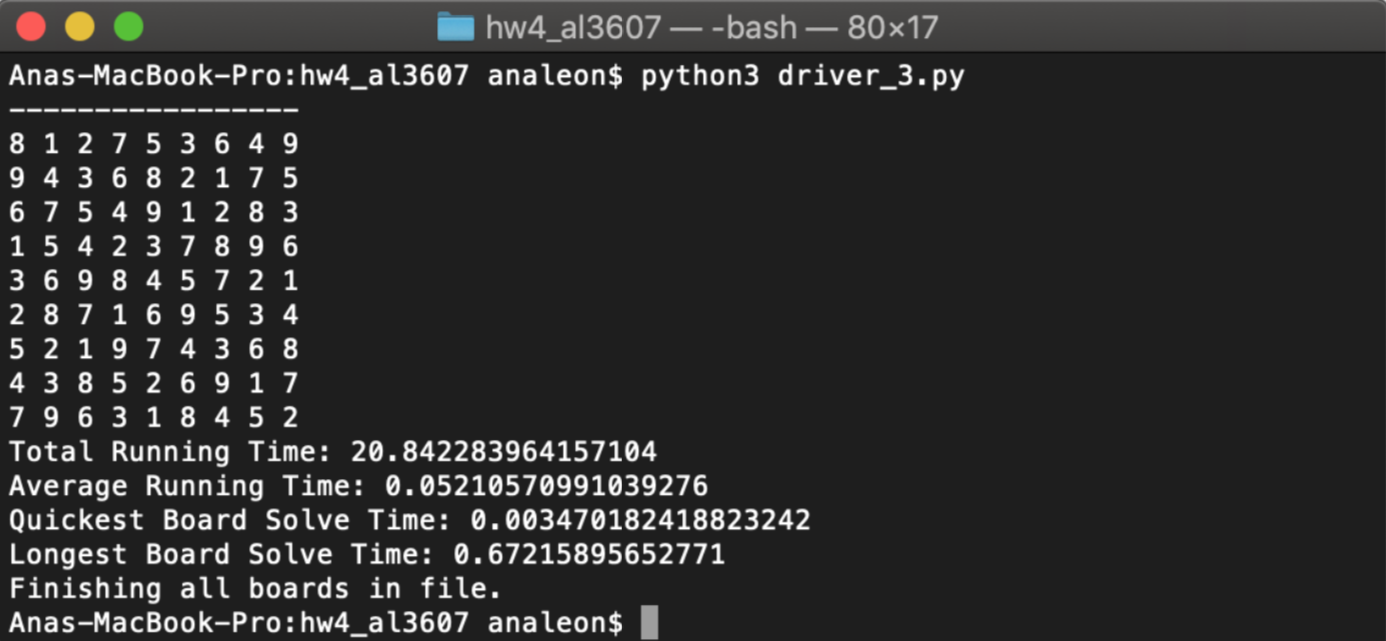 hw4_al3607 — -bash — 80×17
Anas-MacBook-Pro:hw4_al3607 analeon$ python3 driver_3.py
-----------------
8 1 2 7 5 3 6 4 9
9 4 3 6 8 2 1 7 5
6 7 5 4 9 1 2 8 3
1 5 4 2 3 7 8 9 6
3 6 9 8 4 5 7 2 1
2 8 7 1 6 9 5 3 4
5 2 1 9 7 4 3 6 8
4 3 8 5 2 6 9 1 7
7 9 6 3 1 8 4 5 2
Total Running Time: 20.842283964157104
Average Running Time: 0.05210570991039276
Quickest Board Solve Time: 0.003470182418823242
Longest Board Solve Time: 0.67215895652771
Finishing all boards in file.
Anas-MacBook-Pro:hw4_al3607 analeon$